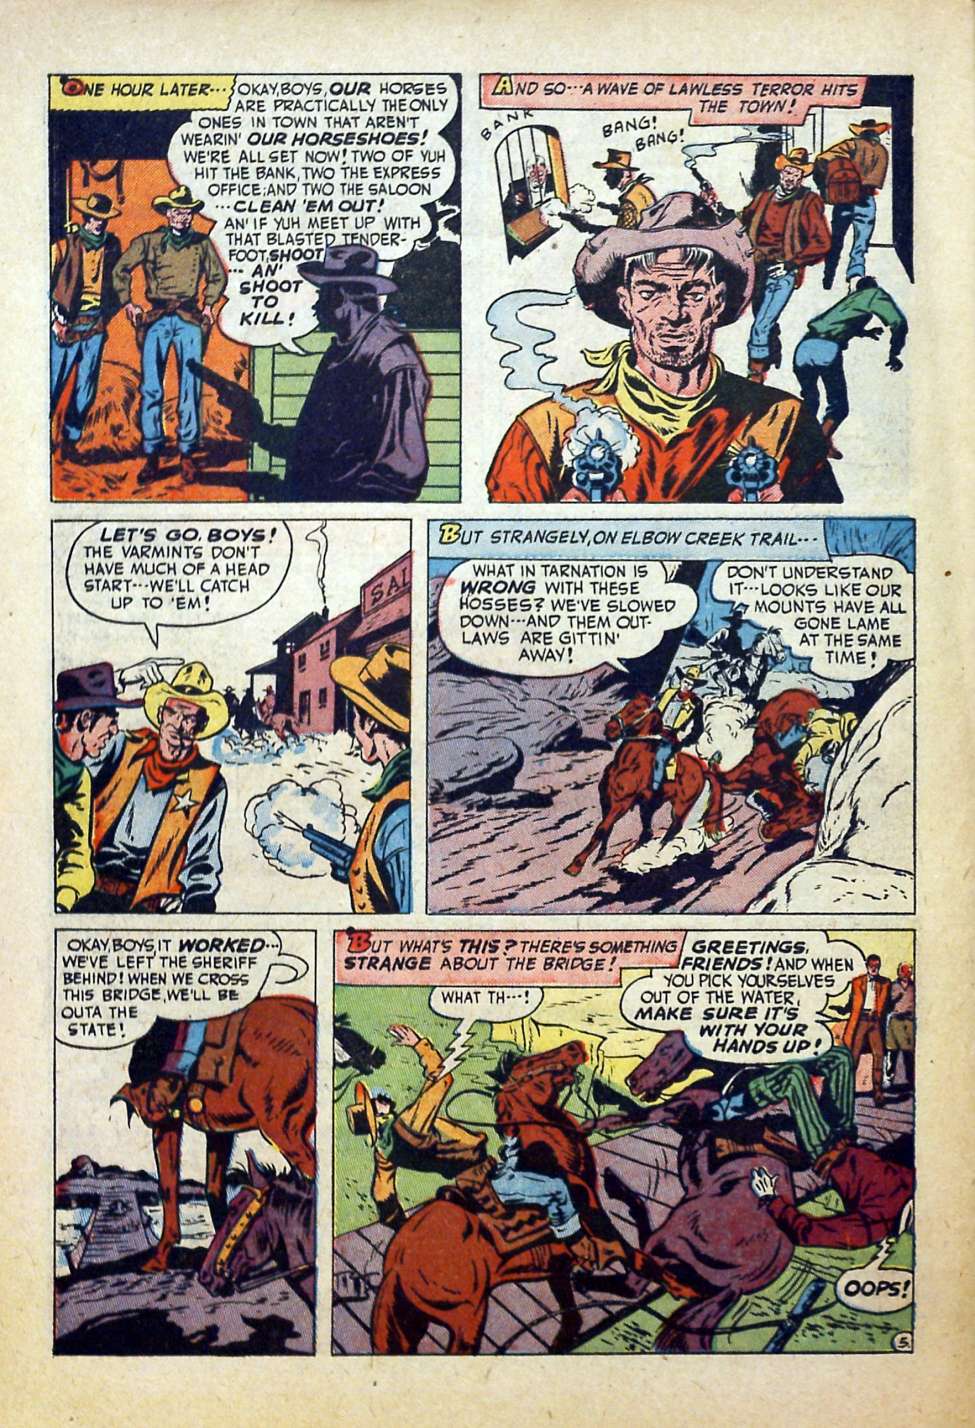 ONE HOUR LATER---
OKAY, BOYS, OUR HORSES
ARE PRACTICALLY THE ONLY
ONES IN TOWN THAT AREN'T
WEARIN' OUR HORSESHOES!
WE'RE ALL SET NOW! TWO OF YUH
HIT THE BANK, TWO THE EXPRESS
OFFICE; AND TWO THE SALOON
---CLEAN 'EM OUT!
AN' IF YUH MEET UP WITH
THAT BLASTED TENDER-
FOOT, SHOOT
--- AN'
SHOOT
TO
KILL!
AND SO---A WAVE OF LAWLESS TERROR HITS
THE TOWN!
BANK
BANG!
BANG!
LET'S GO, BOYS!
THE VARMINTS DON'T
HAVE MUCH OF A HEAD
START---WE'LL CATCH
UP TO 'EM!
SAL
BUT STRANGELY, ON ELBOW CREEK TRAIL---
WHAT IN TARNATION IS
WRONG WITH THESE
HOSSES? WE'VE SLOWED
DOWN---AND THEM OUT-
LAWS ARE GITTIN'
AWAY!
DON'T UNDERSTAND
IT---LOOKS LIKE OUR
MOUNTS HAVE ALL
GONE LAME
AT THE SAME
TIME!
OKAY, BOYS, IT WORKED---
WE'VE LEFT THE SHERIFF
BEHIND! WHEN WE CROSS
THIS BRIDGE, WE'LL BE
OUTA THE
STATE!
BUT WHAT'S THIS? THERE'S SOMETHING
STRANGE ABOUT THE BRIDGE!
WHAT TH---!
GREETINGS,
FRIENDS! AND WHEN
YOU PICK YOURSELVES
OUT OF THE WATER,
MAKE SURE IT'S
WITH YOUR
HANDS UP!
OOPS!
5